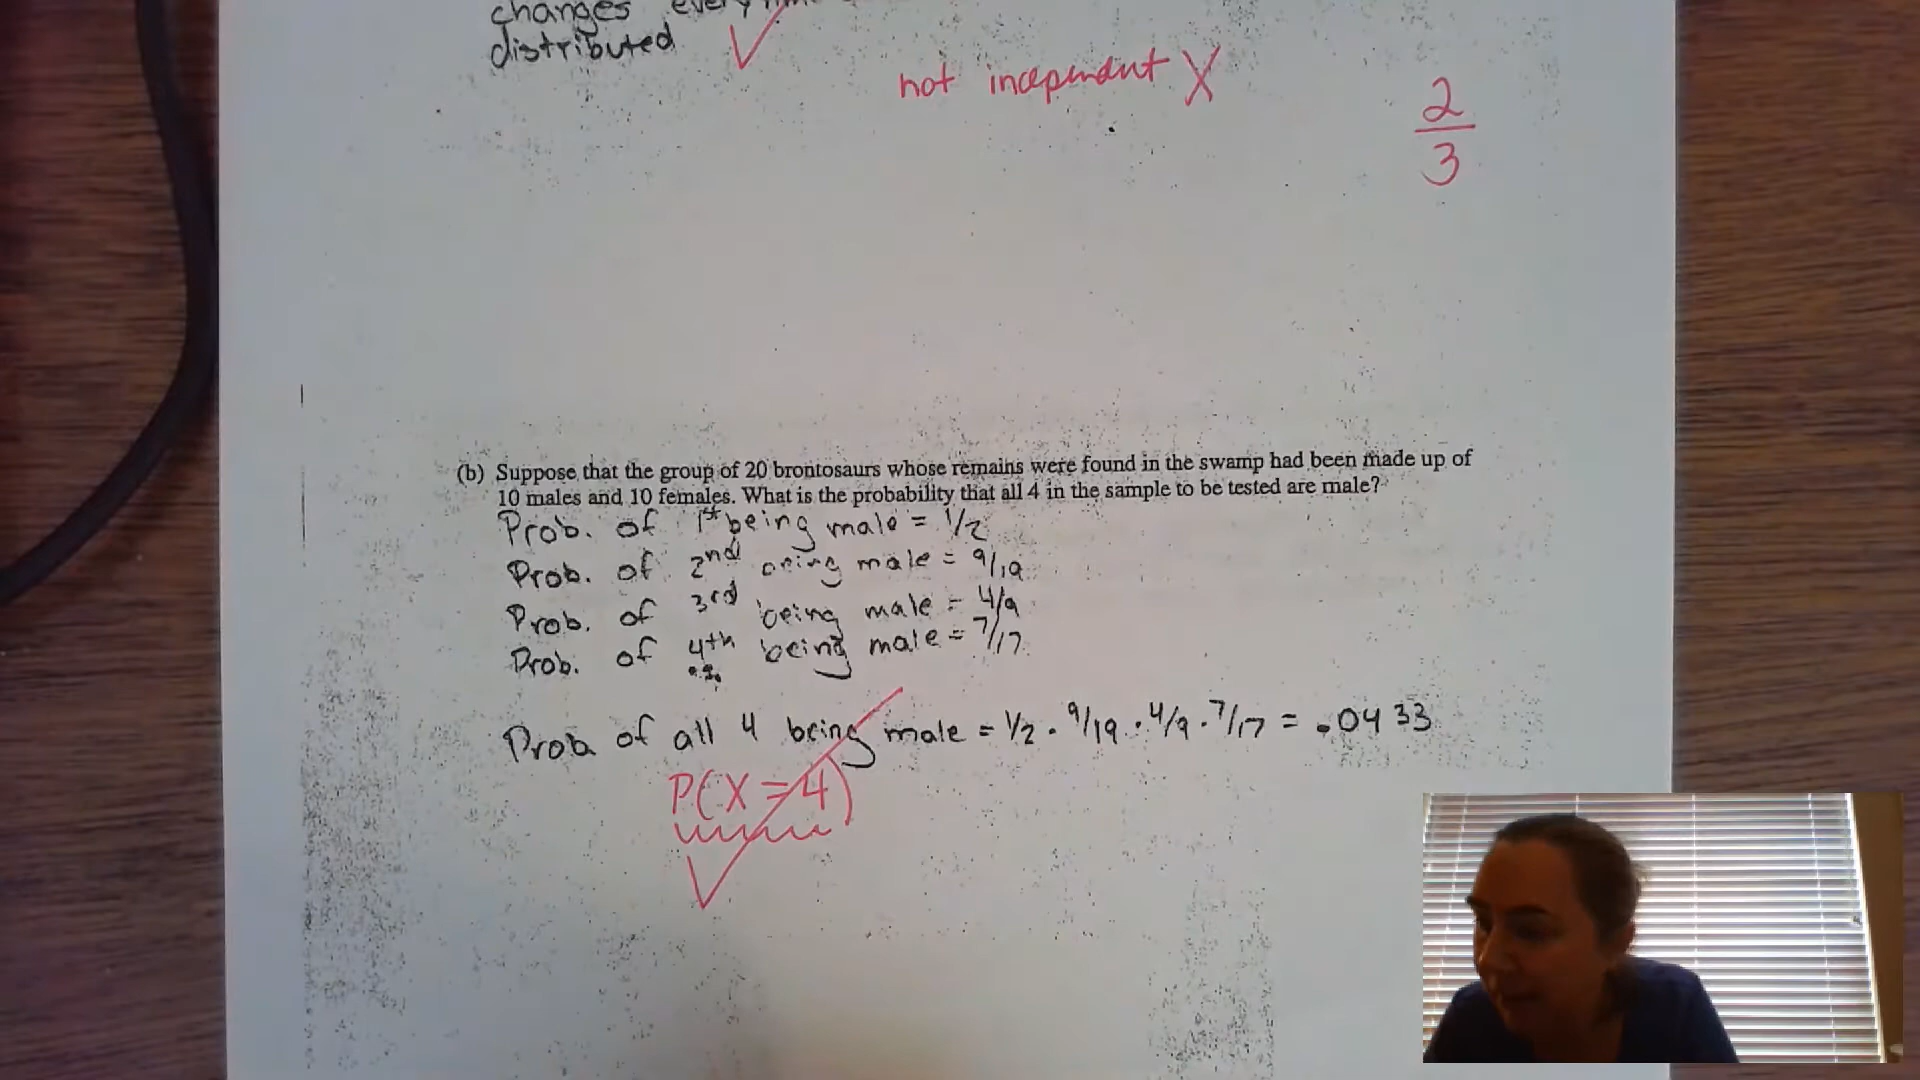 changes every
distributed
not incependent X
2
3
(b) Suppose that the group of 20 brontosaurs whose remains were found in the swamp had been made up of
10 males and 10 females. What is the probability that all 4 in the sample to be tested are male?
Prob. of 1st being male = 1/2
Prob. of 2nd being male = 9/19
Prob. of 3rd being male = 4/9
Prob. of 4th being male = 7/17
Prob of all 4 being male = 1/2 . 9/19 . 4/9 . 7/17 = .0433
P(X=4)